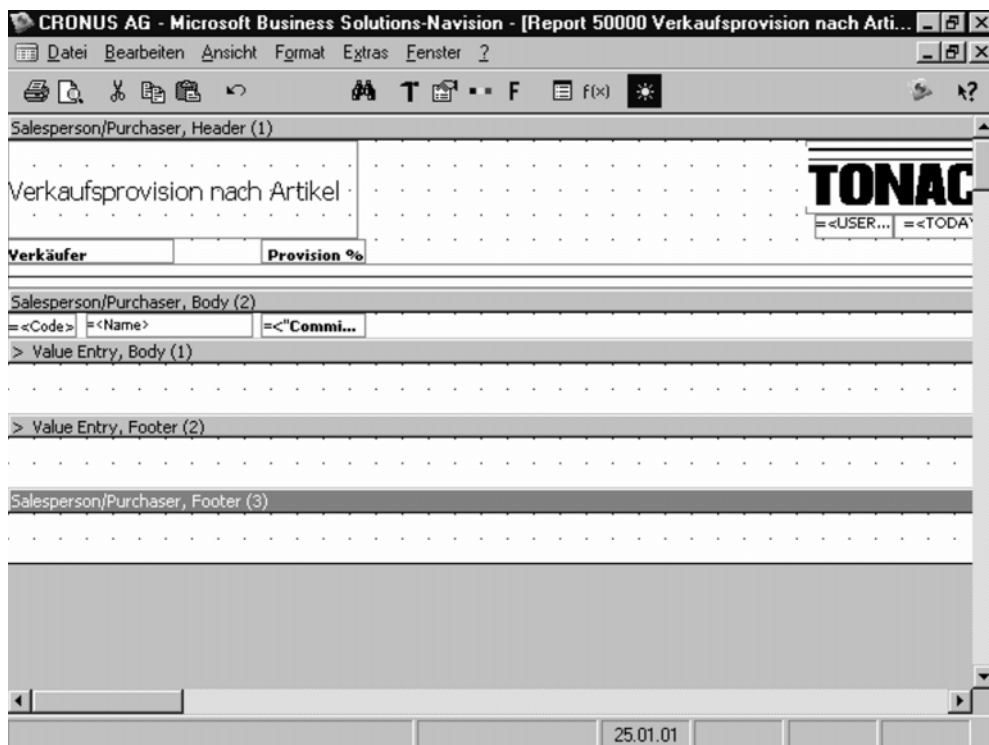 CRONUS AG - Microsoft Business Solutions-Navision - [Report 50000 Verkaufsprovision nach Arti...
Datei Bearbeiten Ansicht Format Extras Fenster ?
T F f(x) ?
Salesperson/Purchaser, Header (1)
Verkaufsprovision nach Artikel
TONAC
=<USER... =<TODAY
Verkäufer Provision %
Salesperson/Purchaser, Body (2)
=<Code> =<Name> =<"Commi...
> Value Entry, Body (1)
> Value Entry, Footer (2)
Salesperson/Purchaser, Footer (3)
25.01.01